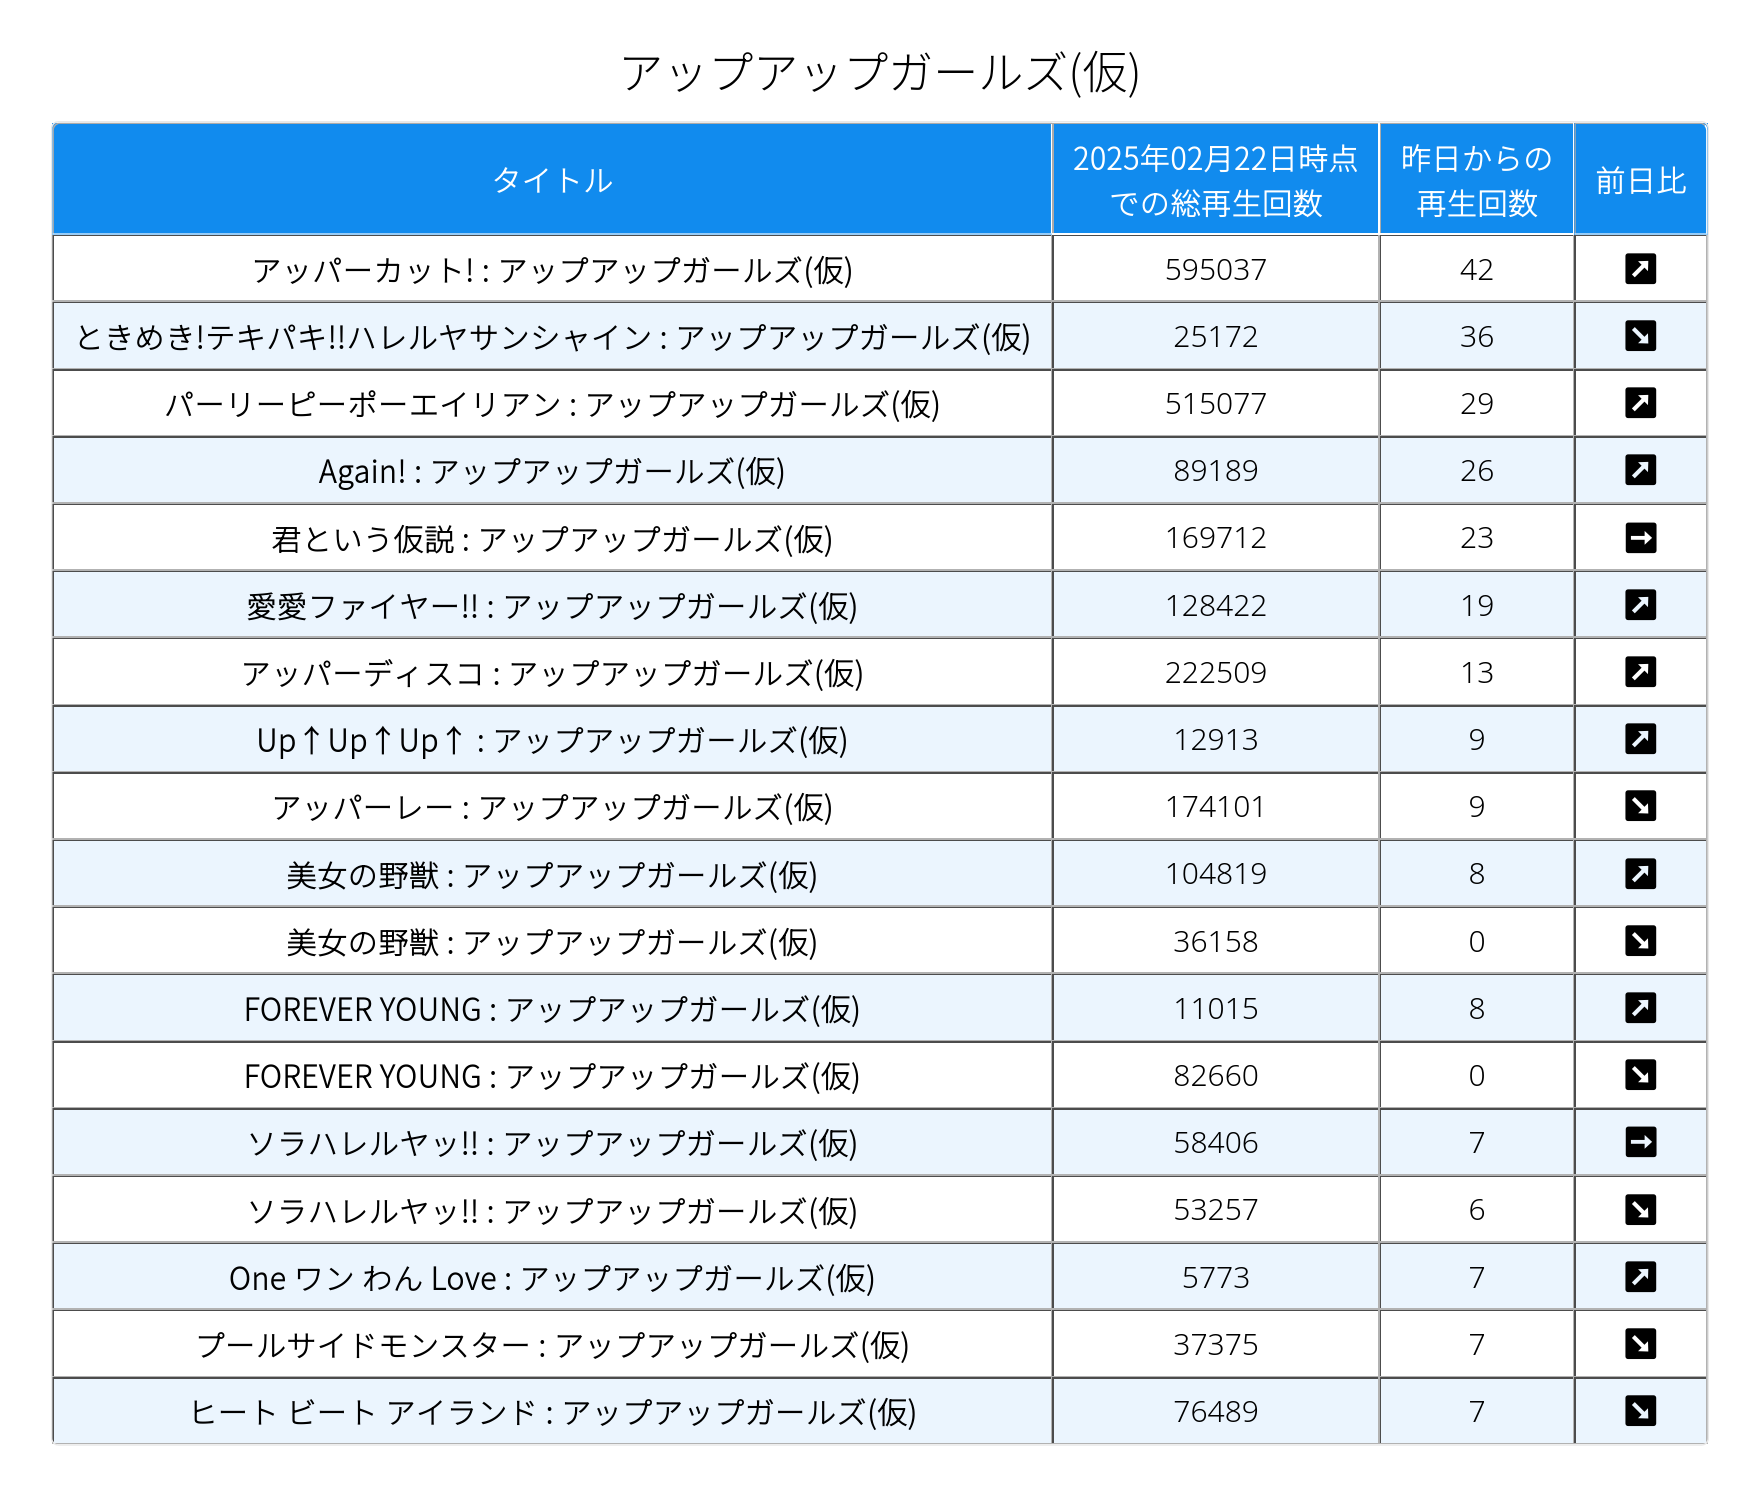 アップアップガールズ(仮)
タイトル
2025年02月22日時点
での総再生回数
昨日からの
再生回数
前日比
アッパーカット! : アップアップガールズ(仮) 595037 42 ↗
ときめき!テキパキ!!ハレルヤサンシャイン : アップアップガールズ(仮) 25172 36 ↘
パーリーピーポーエイリアン : アップアップガールズ(仮) 515077 29 ↗
Again! : アップアップガールズ(仮) 89189 26 ↗
君という仮説 : アップアップガールズ(仮) 169712 23 →
愛愛ファイヤー!! : アップアップガールズ(仮) 128422 19 ↗
アッパーディスコ : アップアップガールズ(仮) 222509 13 ↗
Up↑Up↑Up↑ : アップアップガールズ(仮) 12913 9 ↗
アッパーレー : アップアップガールズ(仮) 174101 9 ↘
美女の野獣 : アップアップガールズ(仮) 104819 8 ↗
美女の野獣 : アップアップガールズ(仮) 36158 0 ↘
FOREVER YOUNG : アップアップガールズ(仮) 11015 8 ↗
FOREVER YOUNG : アップアップガールズ(仮) 82660 0 ↘
ソラハレルヤッ!! : アップアップガールズ(仮) 58406 7 →
ソラハレルヤッ!! : アップアップガールズ(仮) 53257 6 ↘
One ワン わん Love : アップアップガールズ(仮) 5773 7 ↗
プールサイドモンスター : アップアップガールズ(仮) 37375 7 ↘
ヒート ビート アイランド : アップアップガールズ(仮) 76489 7 ↘